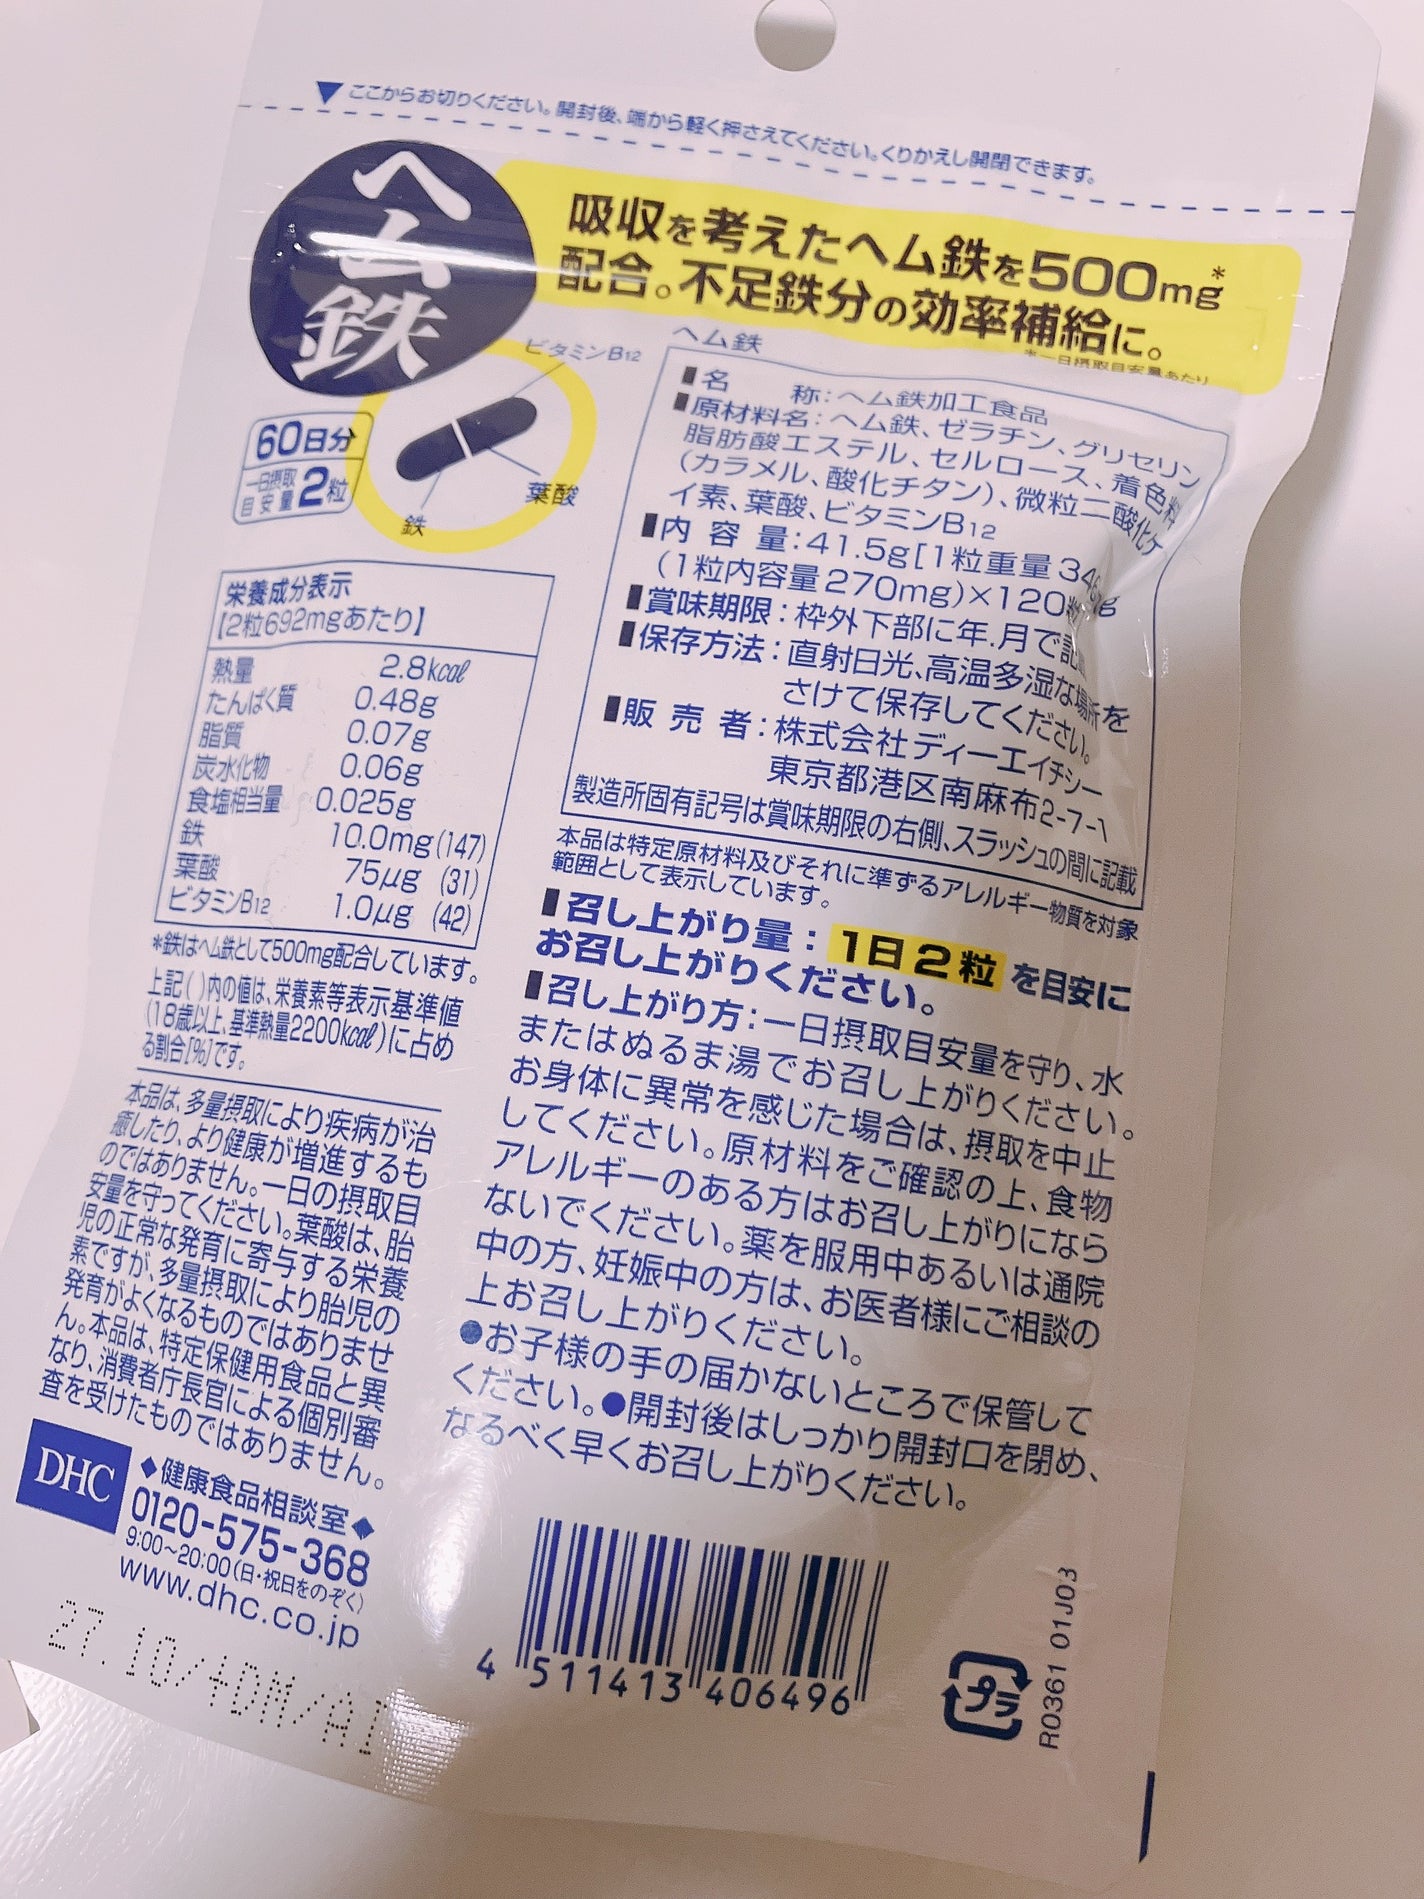 ▼ここからお切りください。開封後、端から軽く押さえてください。くりかえし開閉できます。
ヘム鉄
吸収を考えたヘム鉄を500mg*
配合。不足鉄分の効率補給に。
*一日摂取目安量あたり
60日分
一日摂取目安量2粒
ビタミンB12
葉酸
鉄
ヘム鉄
■名 称:ヘム鉄加工食品
■原材料名:ヘム鉄、ゼラチン、グリセリン
脂肪酸エステル、セルロース、着色料
(カラメル、酸化チタン)、微粒二酸化ケ
イ素、葉酸、ビタミンB12
■内 容 量:41.5g[1粒重量346mg
(1粒内容量270mg)×120粒]
■賞味期限:枠外下部に年.月で記載
■保存方法:直射日光、高温多湿な場所を
さけて保存してください。
■販 売 者:株式会社ディーエイチシー
東京都港区南麻布2-7-1
製造所固有記号は賞味期限の右側、スラッシュの間に記載
本品は特定原材料及びそれに準ずるアレルギー物質を対象
範囲として表示しています。
■召し上がり量:1日2粒を目安に
お召し上がりください。
■召し上がり方:一日摂取目安量を守り、水
またはぬるま湯でお召し上がりください。
お身体に異常を感じた場合は、摂取を中止
してください。原材料をご確認の上、食物
アレルギーのある方はお召し上がりになら
ないでください。薬を服用中あるいは通院
中の方、妊娠中の方は、お医者様にご相談の
上お召し上がりください。
●お子様の手の届かないところで保管して
ください。●開封後はしっかり開封口を閉め、
なるべく早くお召し上がりください。
栄養成分表示
【2粒692mgあたり】
熱量 2.8kcal
たんぱく質 0.48g
脂質 0.07g
炭水化物 0.06g
食塩相当量 0.025g
鉄 10.0mg(147)
葉酸 75μg (31)
ビタミンB12 1.0μg (42)
*鉄はヘム鉄として500mg配合しています。
上記( )内の値は、栄養素等表示基準値
(18歳以上、基準熱量2200kcal)に占め
る割合[%]です。
本品は、多量摂取により疾病が治
癒したり、より健康が増進するも
のではありません。一日の摂取目
安量を守ってください。葉酸は、胎
児の正常な発育に寄与する栄養
素ですが、多量摂取により胎児の
発育がよくなるものではありませ
ん。本品は、特定保健用食品と異
なり、消費者庁長官による個別審
査を受けたものではありません。
DHC
◆健康食品相談室◆
0120-575-368
9:00~20:00(日・祝日をのぞく)
www.dhc.co.jp
27.10/+DM/AI
4 511413 406496
プラ
R0361 01J03